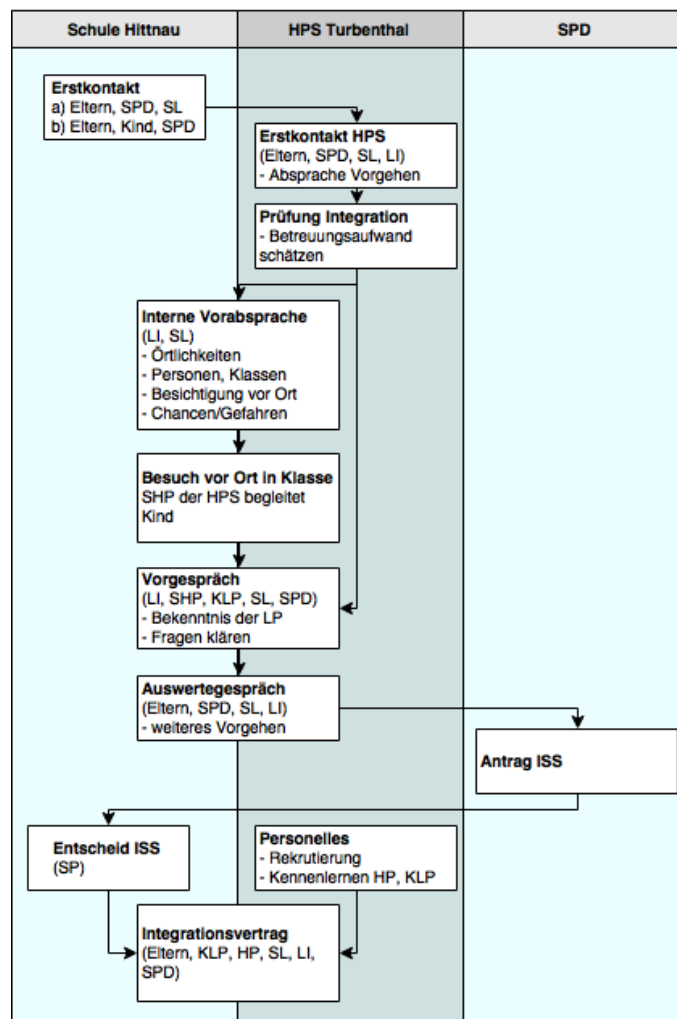 Schule Hittnau
HPS Turbenthal
SPD
Erstkontakt
a) Eltern, SPD, SL
b) Eltern, Kind, SPD
Erstkontakt HPS
(Eltern, SPD, SL, LI)
- Absprache Vorgehen
Prüfung Integration
- Betreuungsaufwand
schätzen
Interne Vorabsprache
(LI, SL)
- Örtlichkeiten
- Personen, Klassen
- Besichtigung vor Ort
- Chancen/Gefahren
Besuch vor Ort in Klasse
SHP der HPS begleitet
Kind
Vorgespräch
(LI, SHP, KLP, SL, SPD)
- Bekenntnis der LP
- Fragen klären
Auswertegespräch
(Eltern, SPD, SL, LI)
- weiteres Vorgehen
Antrag ISS
Entscheid ISS
(SP)
Personelles
- Rekrutierung
- Kennenlernen HP, KLP
Integrationsvertrag
(Eltern, KLP, HP, SL, LI,
SPD)